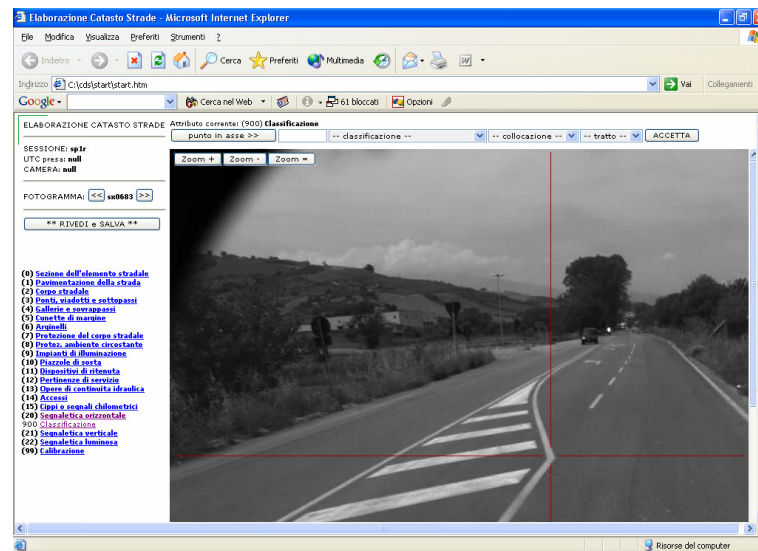 Elaborazione Catasto Strade - Microsoft Internet Explorer
File Modifica Visualizza Preferiti Strumenti ?
Indietro Cerca Preferiti Multimedia
Indirizzo C:\cds\start\start.htm Vai Collegamenti
Google Cerca nel Web 61 bloccati Opzioni
ELABORAZIONE CATASTO STRADE
Attributo corrente: (900) Classificazione
punto in asse >> -- classificazione -- -- collocazione -- -- tratto -- ACCETTA
SESSIONE: sp1r
UTC presa: null
CAMERA: null
Zoom + Zoom - Zoom =
FOTOGRAMMA: << sx0683 >>
** RIVEDI e SALVA **
(0) Sezione dell'elemento stradale
(1) Pavimentazione della strada
(2) Corpo stradale
(3) Ponti, viadotti e sottopassi
(4) Gallerie e sovrappassi
(5) Cunette di margine
(6) Arginelli
(7) Protezione del corpo stradale
(8) Protez. ambiente circostante
(9) Impianti di illuminazione
(10) Piazzole di sosta
(11) Dispositivi di ritenuta
(12) Pertinenze di servizio
(13) Opere di continuita idraulica
(14) Accessi
(15) Cippi o segnali chilometrici
(20) Segnaletica orizzontale
900 Classificazione
(21) Segnaletica verticale
(22) Segnaletica luminosa
(99) Calibrazione
Risorse del computer